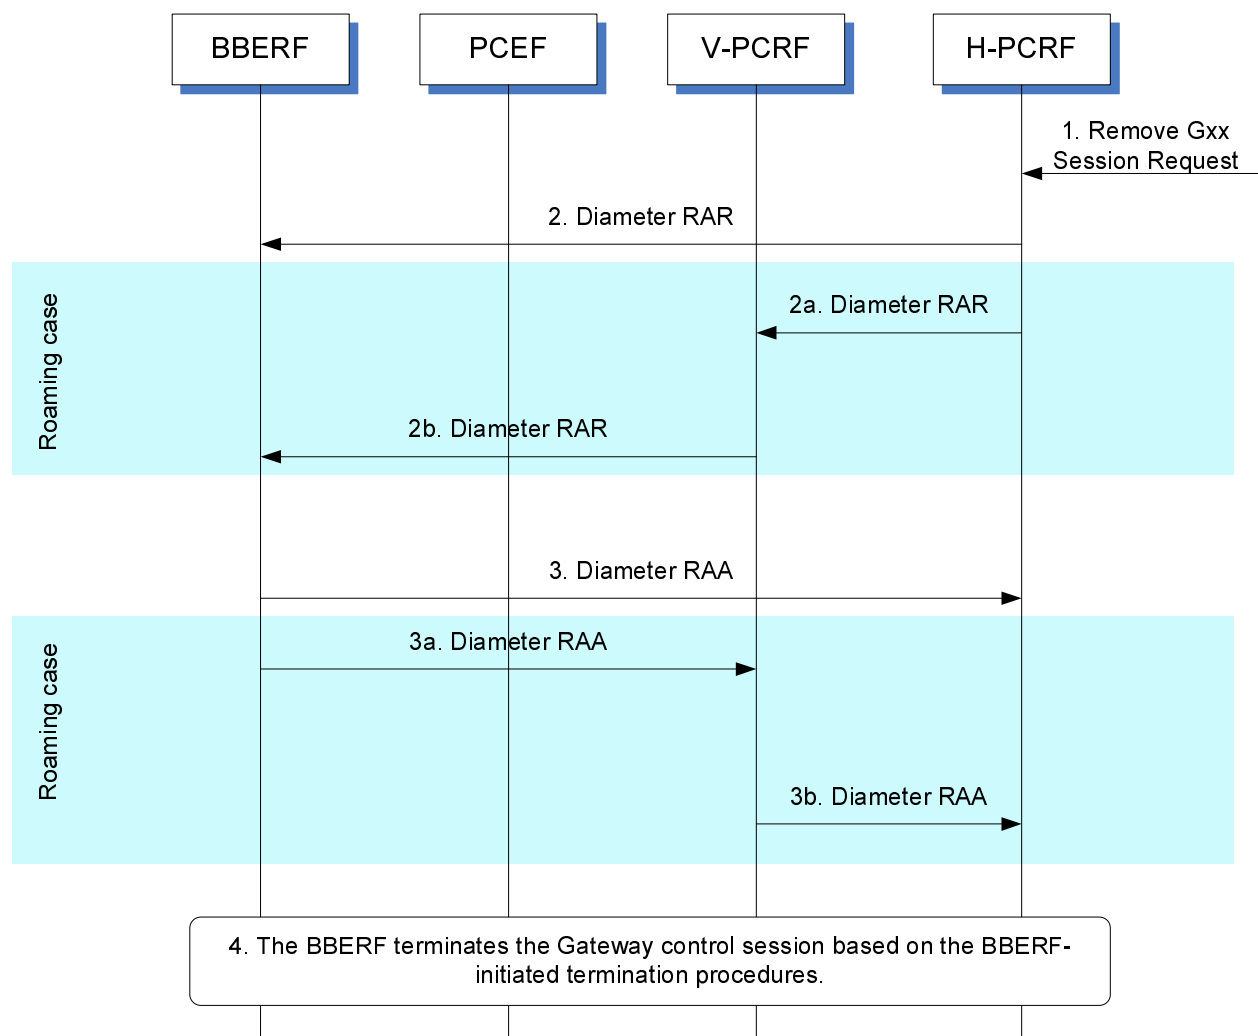 BBERF
PCEF
V-PCRF
H-PCRF
1. Remove Gxx
Session Request
2. Diameter RAR
Roaming case
2a. Diameter RAR
2b. Diameter RAR
3. Diameter RAA
Roaming case
3a. Diameter RAA
3b. Diameter RAA
4. The BBERF terminates the Gateway control session based on the BBERF-
initiated termination procedures.